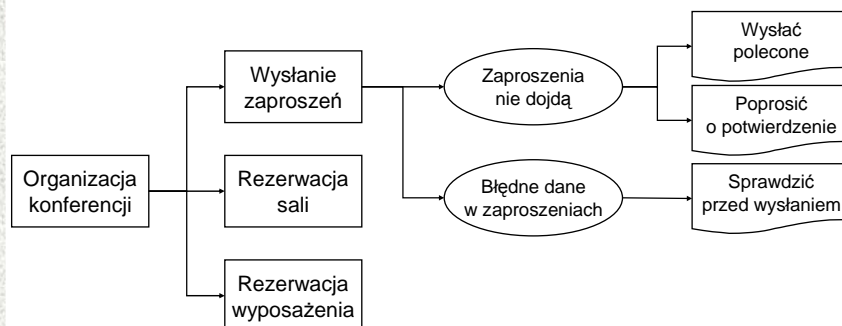 Organizacja
konferencji
Wysłanie
zaproszeń
Rezerwacja
sali
Rezerwacja
wyposażenia
Zaproszenia
nie dojdą
Błędne dane
w zaproszeniach
Wysłać
polecone
Poprosić
o potwierdzenie
Sprawdzić
przed wysłaniem